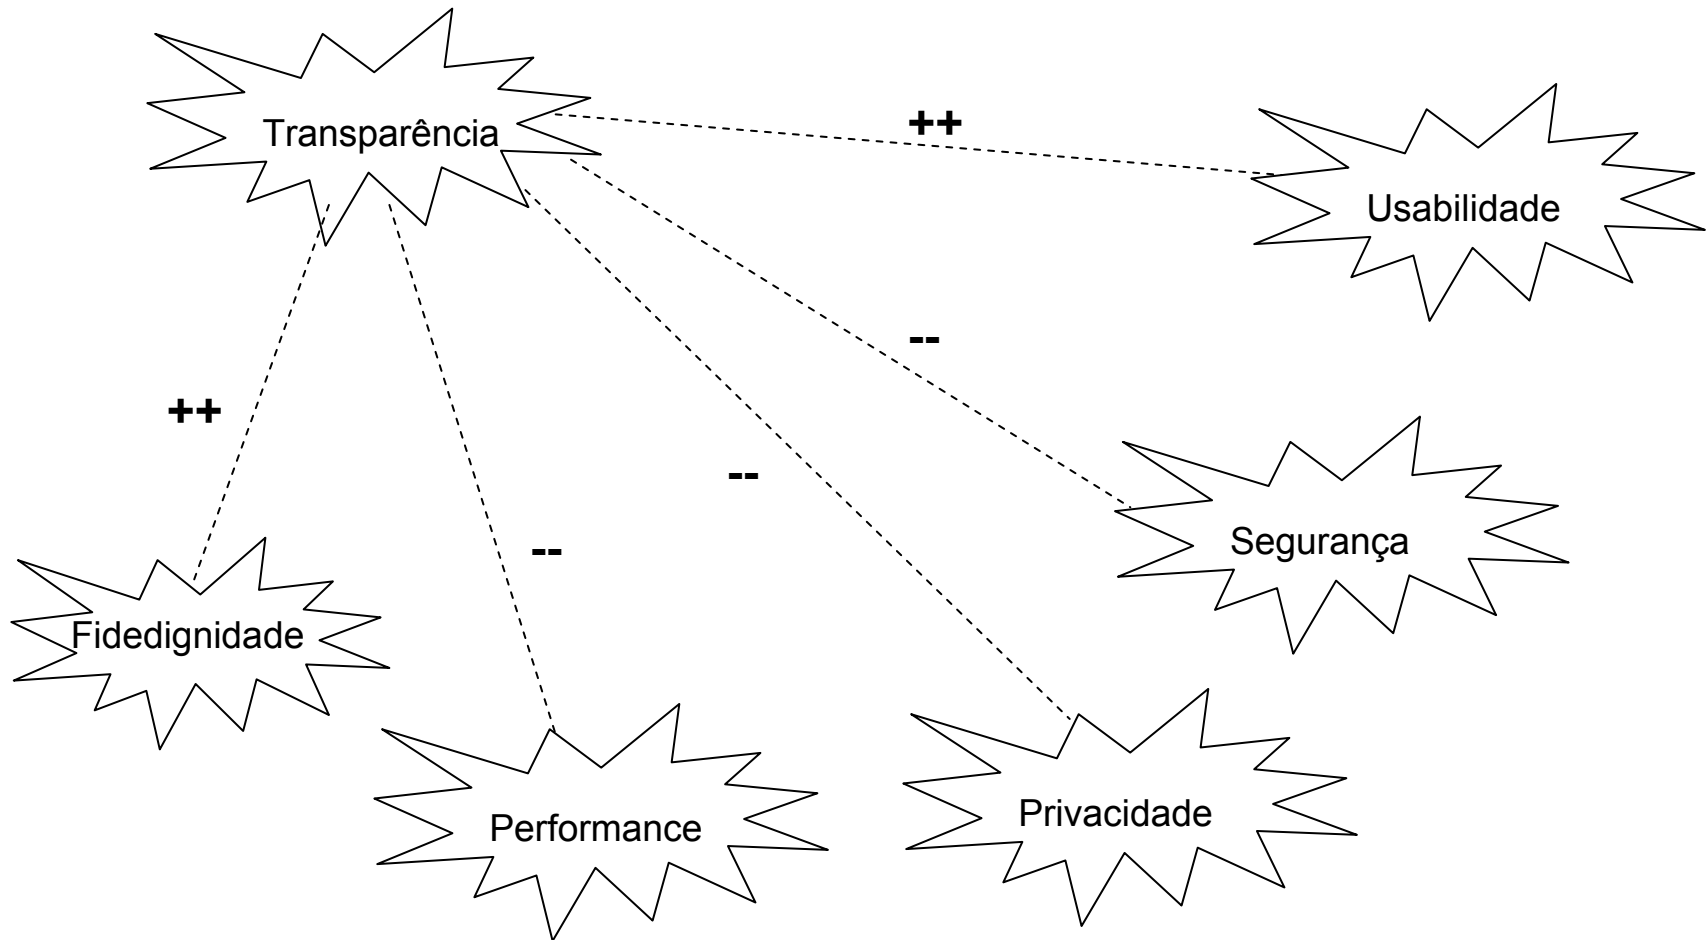 Transparência
++
Usabilidade
--
++
--
--
Segurança
Fidedignidade
Privacidade
Performance